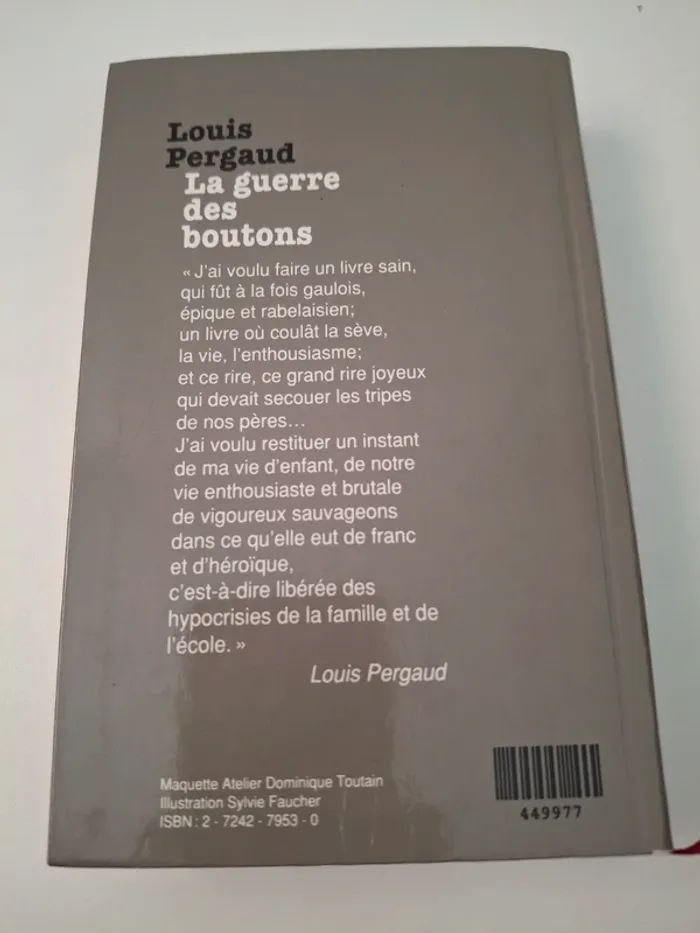 Louis
Pergaud
La guerre
des
boutons
« J'ai voulu faire un livre sain,
qui fût à la fois gaulois,
épique et rabelaisien;
un livre où coulât la sève,
la vie, l'enthousiasme;
et ce rire, ce grand rire joyeux
qui devait secouer les tripes
de nos pères...
J'ai voulu restituer un instant
de ma vie d'enfant, de notre
vie enthousiaste et brutale
de vigoureux sauvageons
dans ce qu'elle eut de franc
et d'héroïque,
c'est-à-dire libérée des
hypocrisies de la famille et de
l'école. »
Louis Pergaud
Maquette Atelier Dominique Toutain
Illustration Sylvie Faucher
ISBN : 2 - 7242 - 7953 - 0
449977